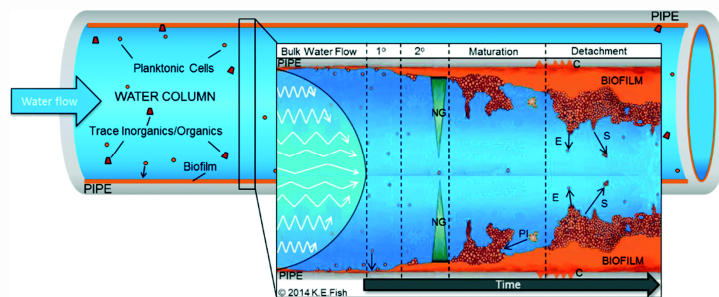 PIPE
Planktonic Cells
Water flow
WATER COLUMN
Trace Inorganics/Organics
Biofilm
PIPE
Bulk Water Flow
1°
2°
Maturation
Detachment
PIPE
C
BIOFILM
NG
E
S
E
S
NG
PI
BIOFILM
PIPE
C
© 2014 K.E.Fish
Time